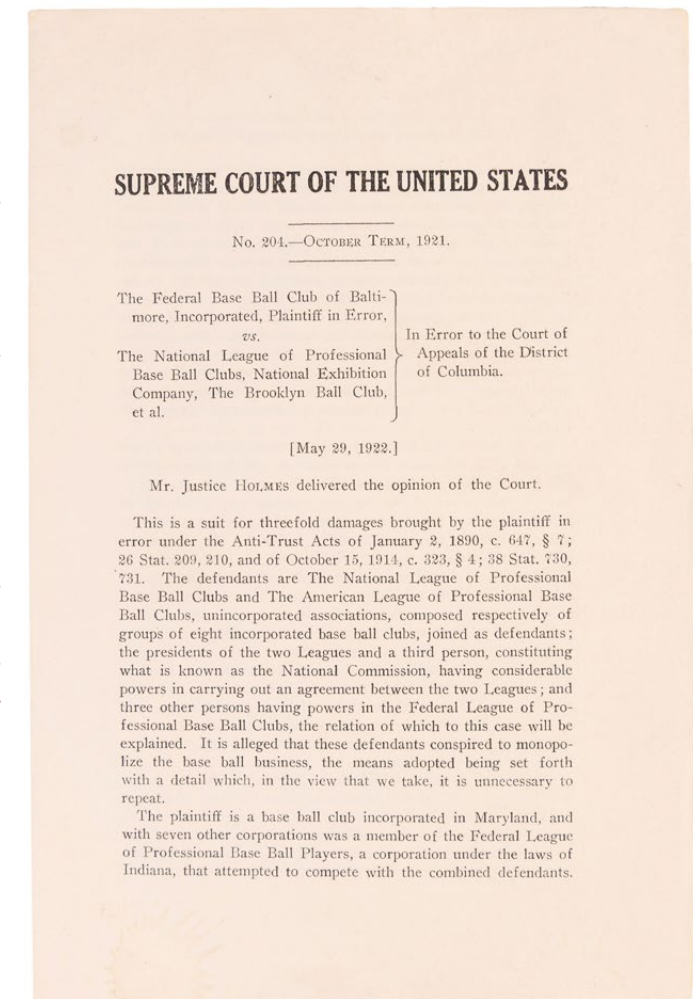 SUPREME COURT OF THE UNITED STATES
No. 204.—October Term, 1921.
The Federal Base Ball Club of Balti-
more, Incorporated, Plaintiff in Error,
vs.
The National League of Professional
Base Ball Clubs, National Exhibition
Company, The Brooklyn Ball Club,
et al.
In Error to the Court of
Appeals of the District
of Columbia.
[May 29, 1922.]
Mr. Justice Holmes delivered the opinion of the Court.
This is a suit for threefold damages brought by the plaintiff in
error under the Anti-Trust Acts of January 2, 1890, c. 647, § 7;
26 Stat. 209, 210, and of October 15, 1914, c. 323, § 4; 38 Stat. 730,
731. The defendants are The National League of Professional
Base Ball Clubs and The American League of Professional Base
Ball Clubs, unincorporated associations, composed respectively of
groups of eight incorporated base ball clubs, joined as defendants;
the presidents of the two Leagues and a third person, constituting
what is known as the National Commission, having considerable
powers in carrying out an agreement between the two Leagues; and
three other persons having powers in the Federal League of Pro-
fessional Base Ball Clubs, the relation of which to this case will be
explained. It is alleged that these defendants conspired to monopo-
lize the base ball business, the means adopted being set forth
with a detail which, in the view that we take, it is unnecessary to
repeat.
The plaintiff is a base ball club incorporated in Maryland, and
with seven other corporations was a member of the Federal League
of Professional Base Ball Players, a corporation under the laws of
Indiana, that attempted to compete with the combined defendants.